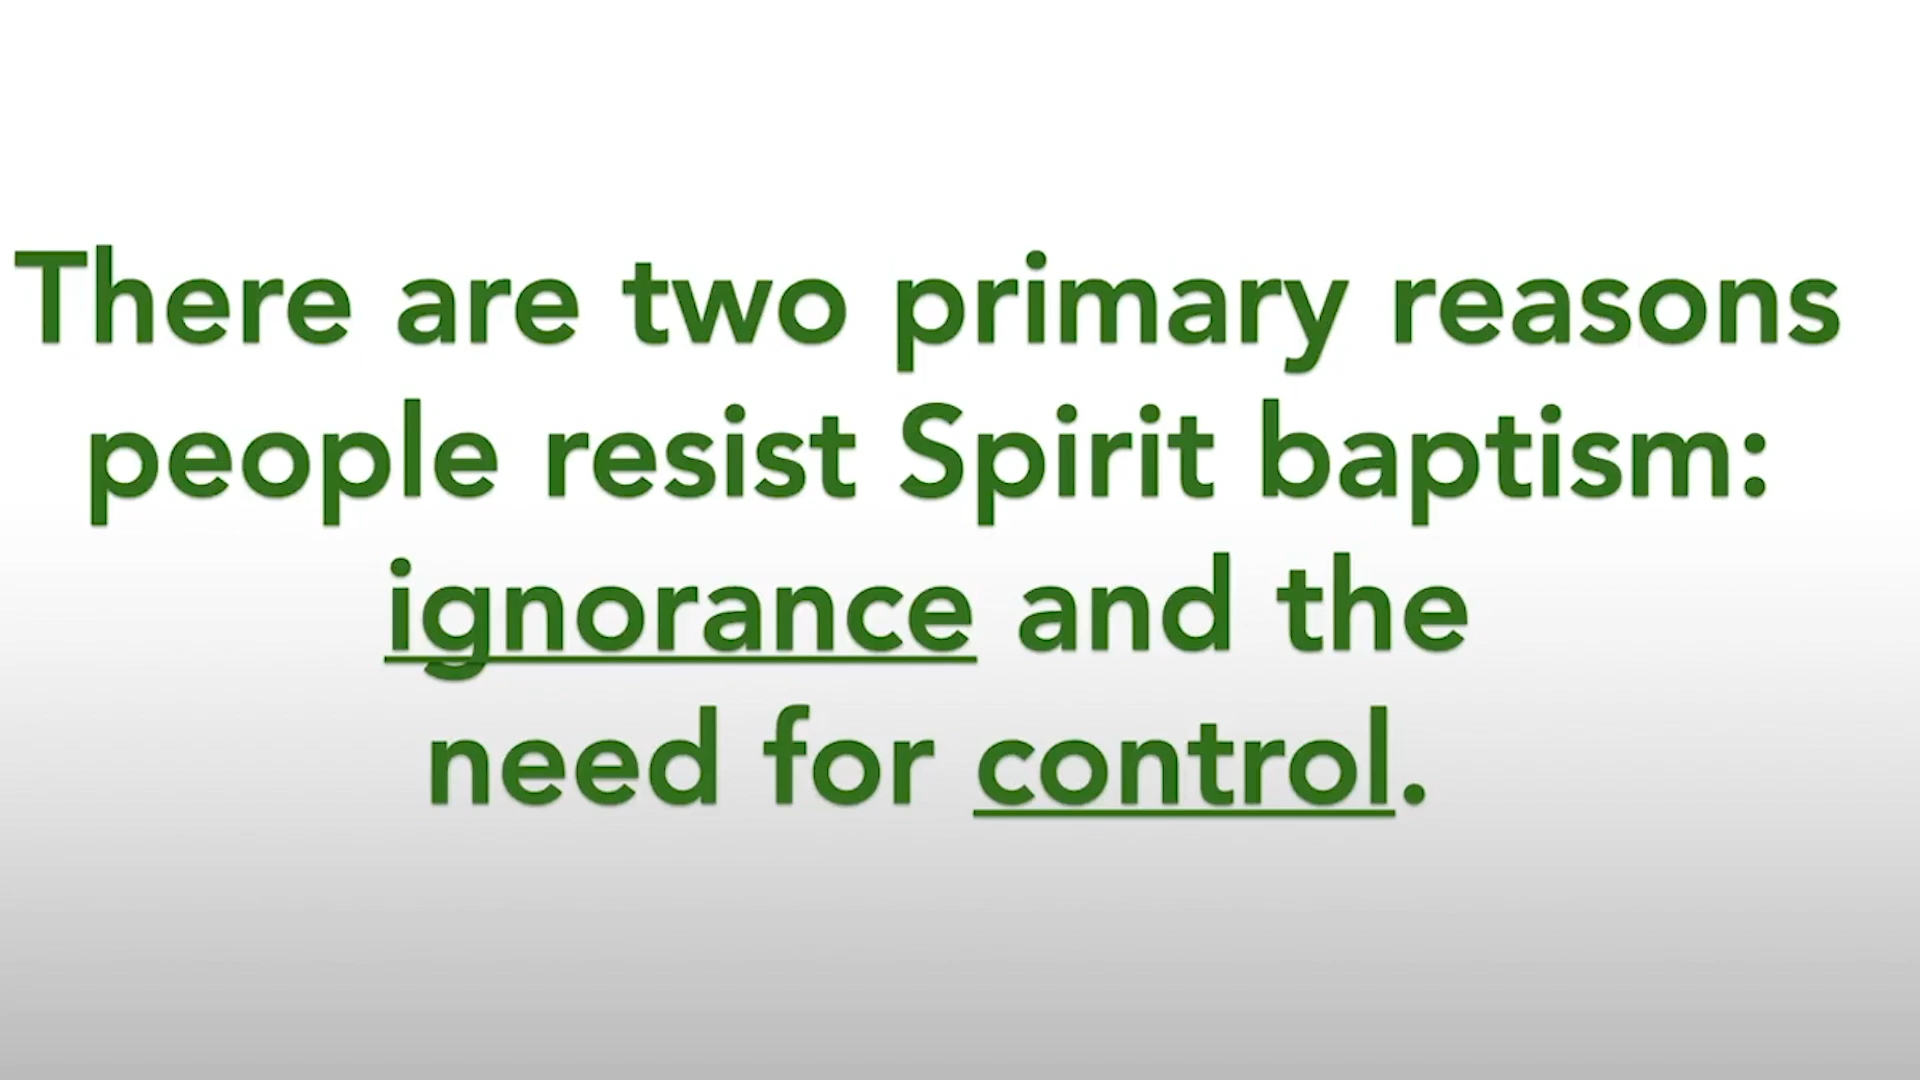 There are two primary reasons
people resist Spirit baptism:
ignorance and the
need for control.